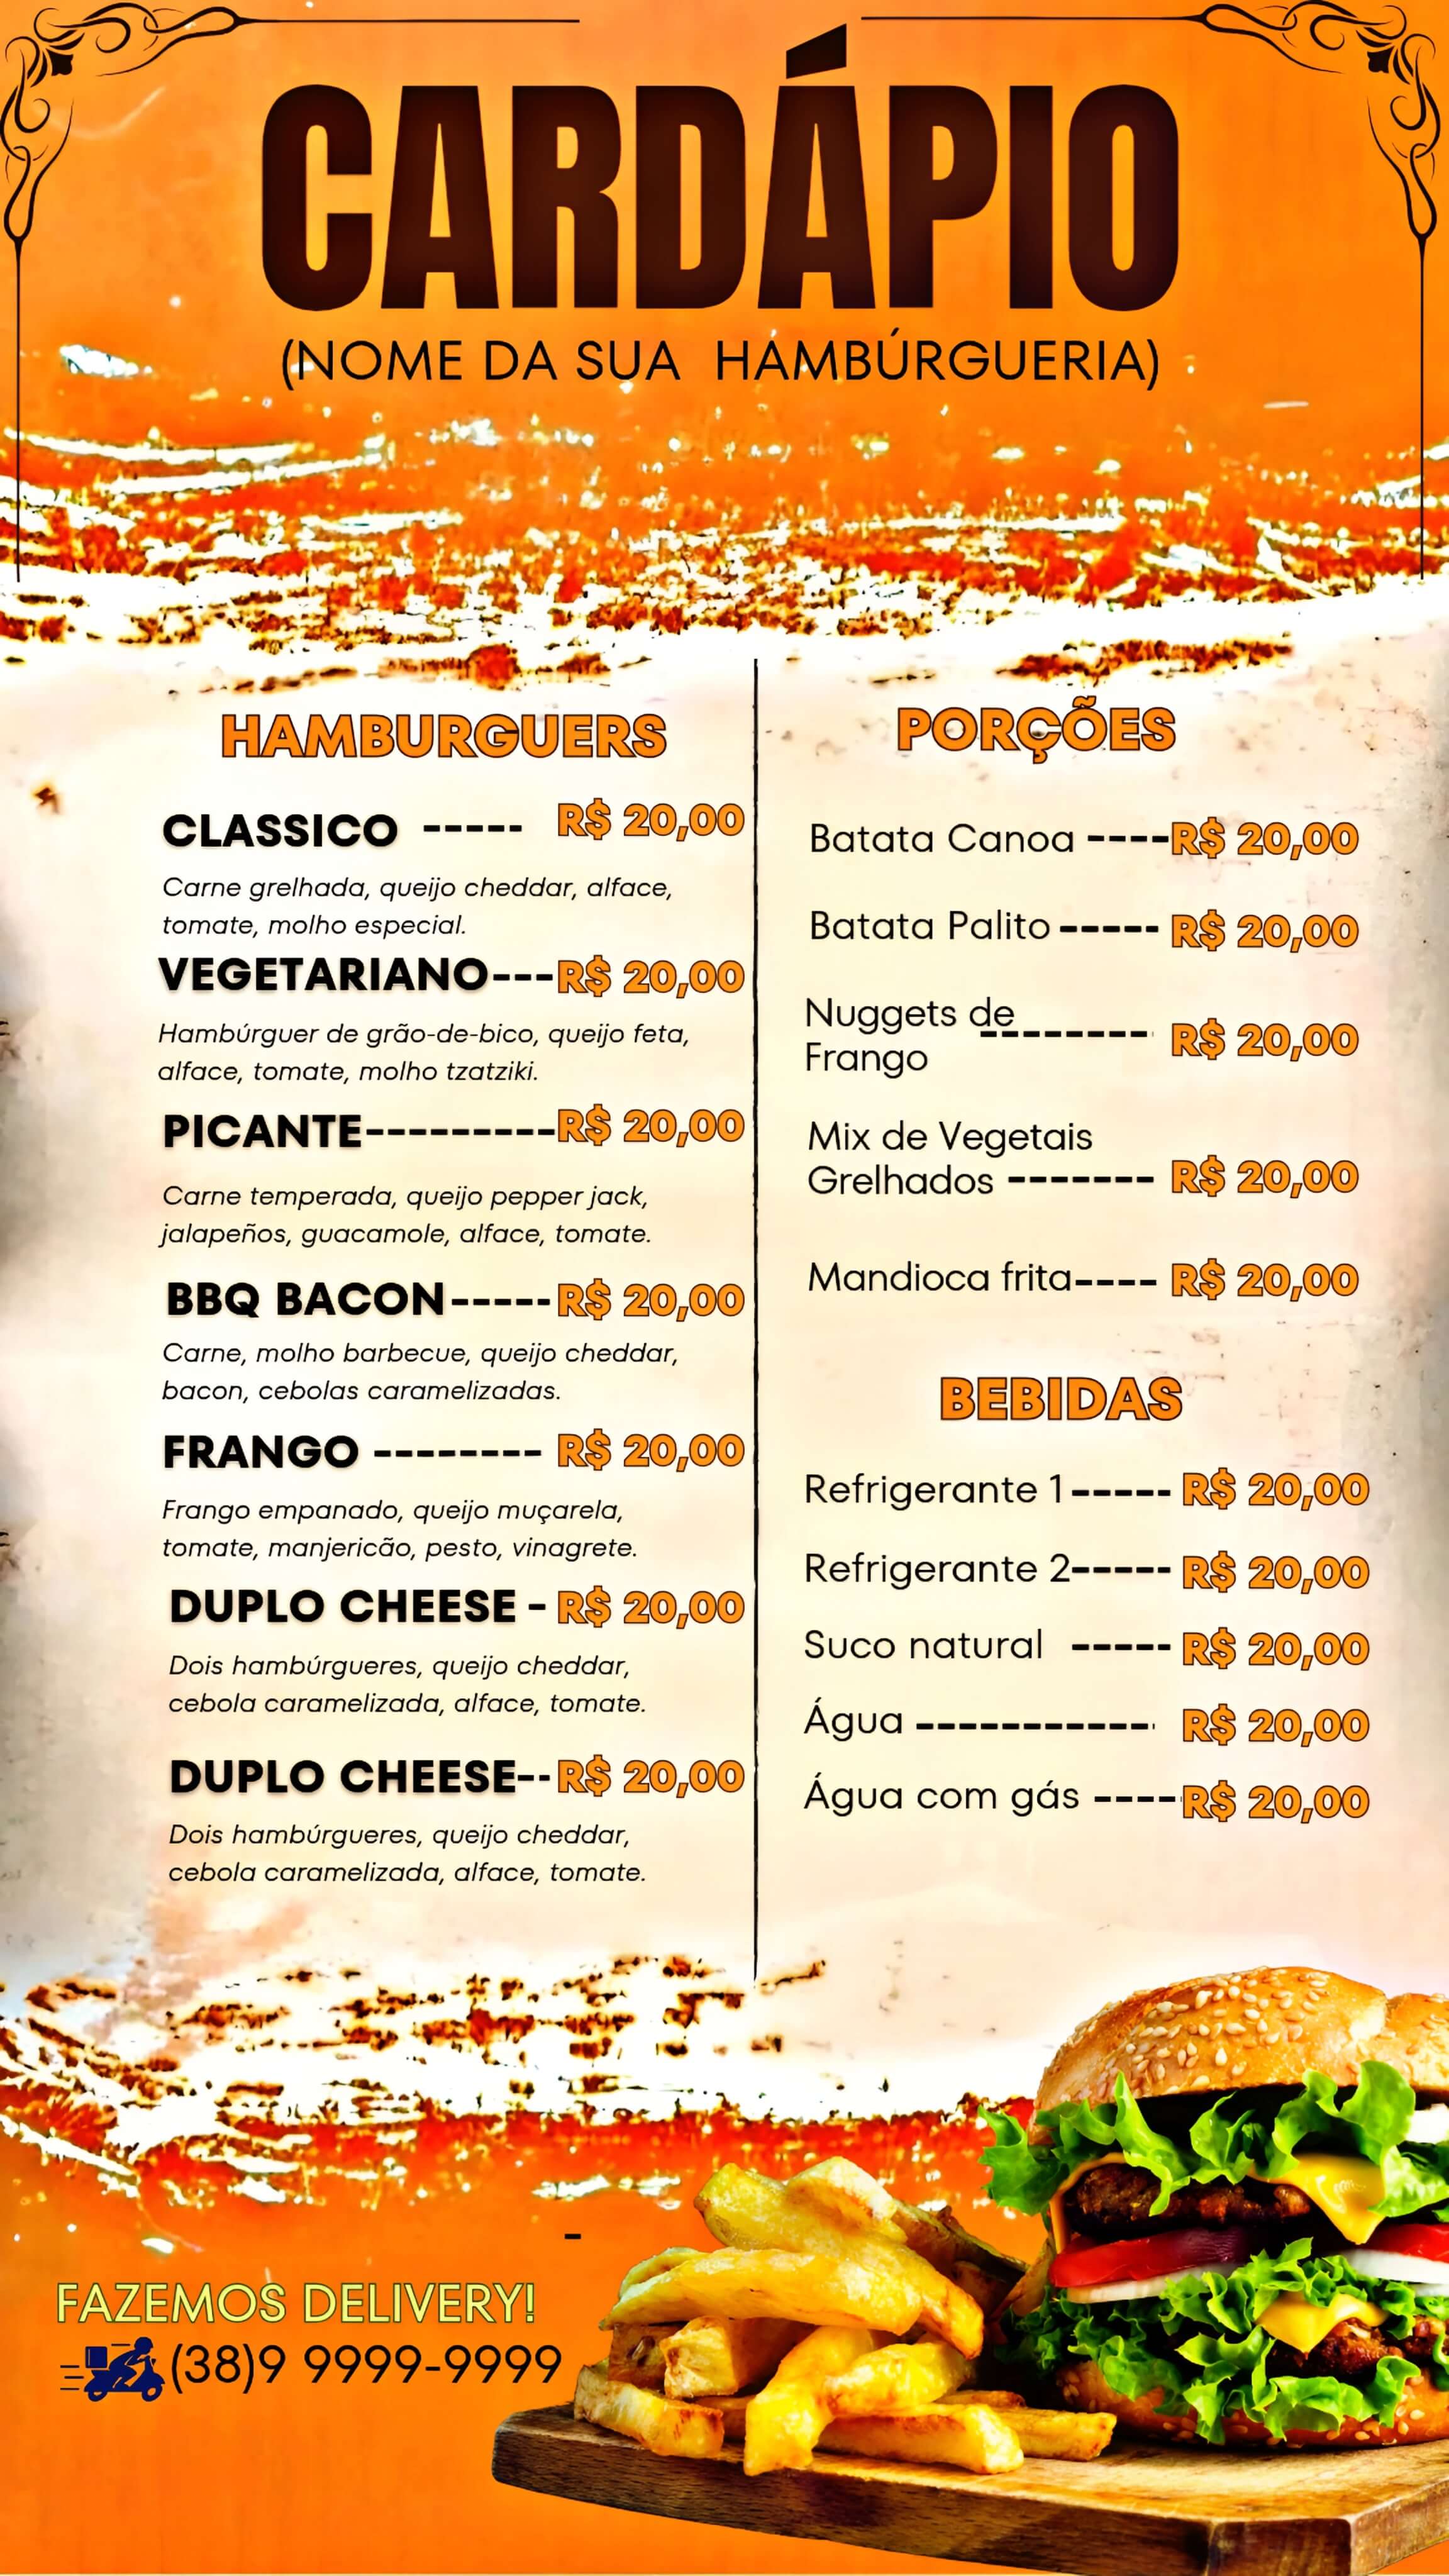 CARDÁPIO
(NOME DA SUA HAMBÚRGUERIA)
HAMBURGUERS
CLASSICO ----- R$ 20,00
Carne grelhada, queijo cheddar, alface,
tomate, molho especial.
VEGETARIANO---R$ 20,00
Hambúrguer de grão-de-bico, queijo feta,
alface, tomate, molho tzatziki.
PICANTE---------R$ 20,00
Carne temperada, queijo pepper jack,
jalapeños, guacamole, alface, tomate.
BBQ BACON-----R$ 20,00
Carne, molho barbecue, queijo cheddar,
bacon, cebolas caramelizadas.
FRANGO -------- R$ 20,00
Frango empanado, queijo muçarela,
tomate, manjericão, pesto, vinagrete.
DUPLO CHEESE - R$ 20,00
Dois hambúrgueres, queijo cheddar,
cebola caramelizada, alface, tomate.
DUPLO CHEESE--R$ 20,00
Dois hambúrgueres, queijo cheddar,
cebola caramelizada, alface, tomate.
PORÇÕES
Batata Canoa ----R$ 20,00
Batata Palito ----- R$ 20,00
Nuggets de
Frango -------- R$ 20,00
Mix de Vegetais
Grelhados ------- R$ 20,00
Mandioca frita---- R$ 20,00
BEBIDAS
Refrigerante 1----- R$ 20,00
Refrigerante 2----- R$ 20,00
Suco natural ----- R$ 20,00
Água ------------ R$ 20,00
Água com gás ----R$ 20,00
-
FAZEMOS DELIVERY!
(38)9 9999-9999